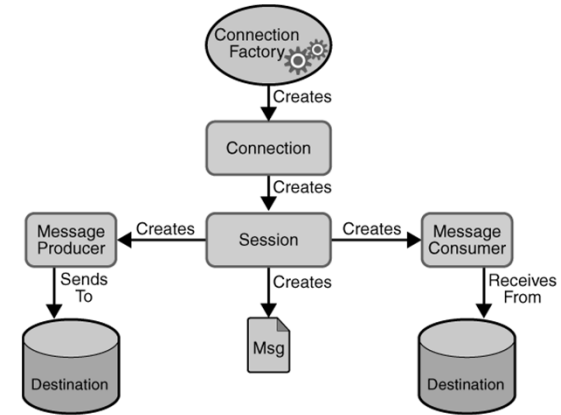 Connection
Factory
Creates
Connection
Creates
Message
Producer
Creates
Session
Creates
Message
Consumer
Sends
To
Creates
Receives
From
Msg
Destination
Destination